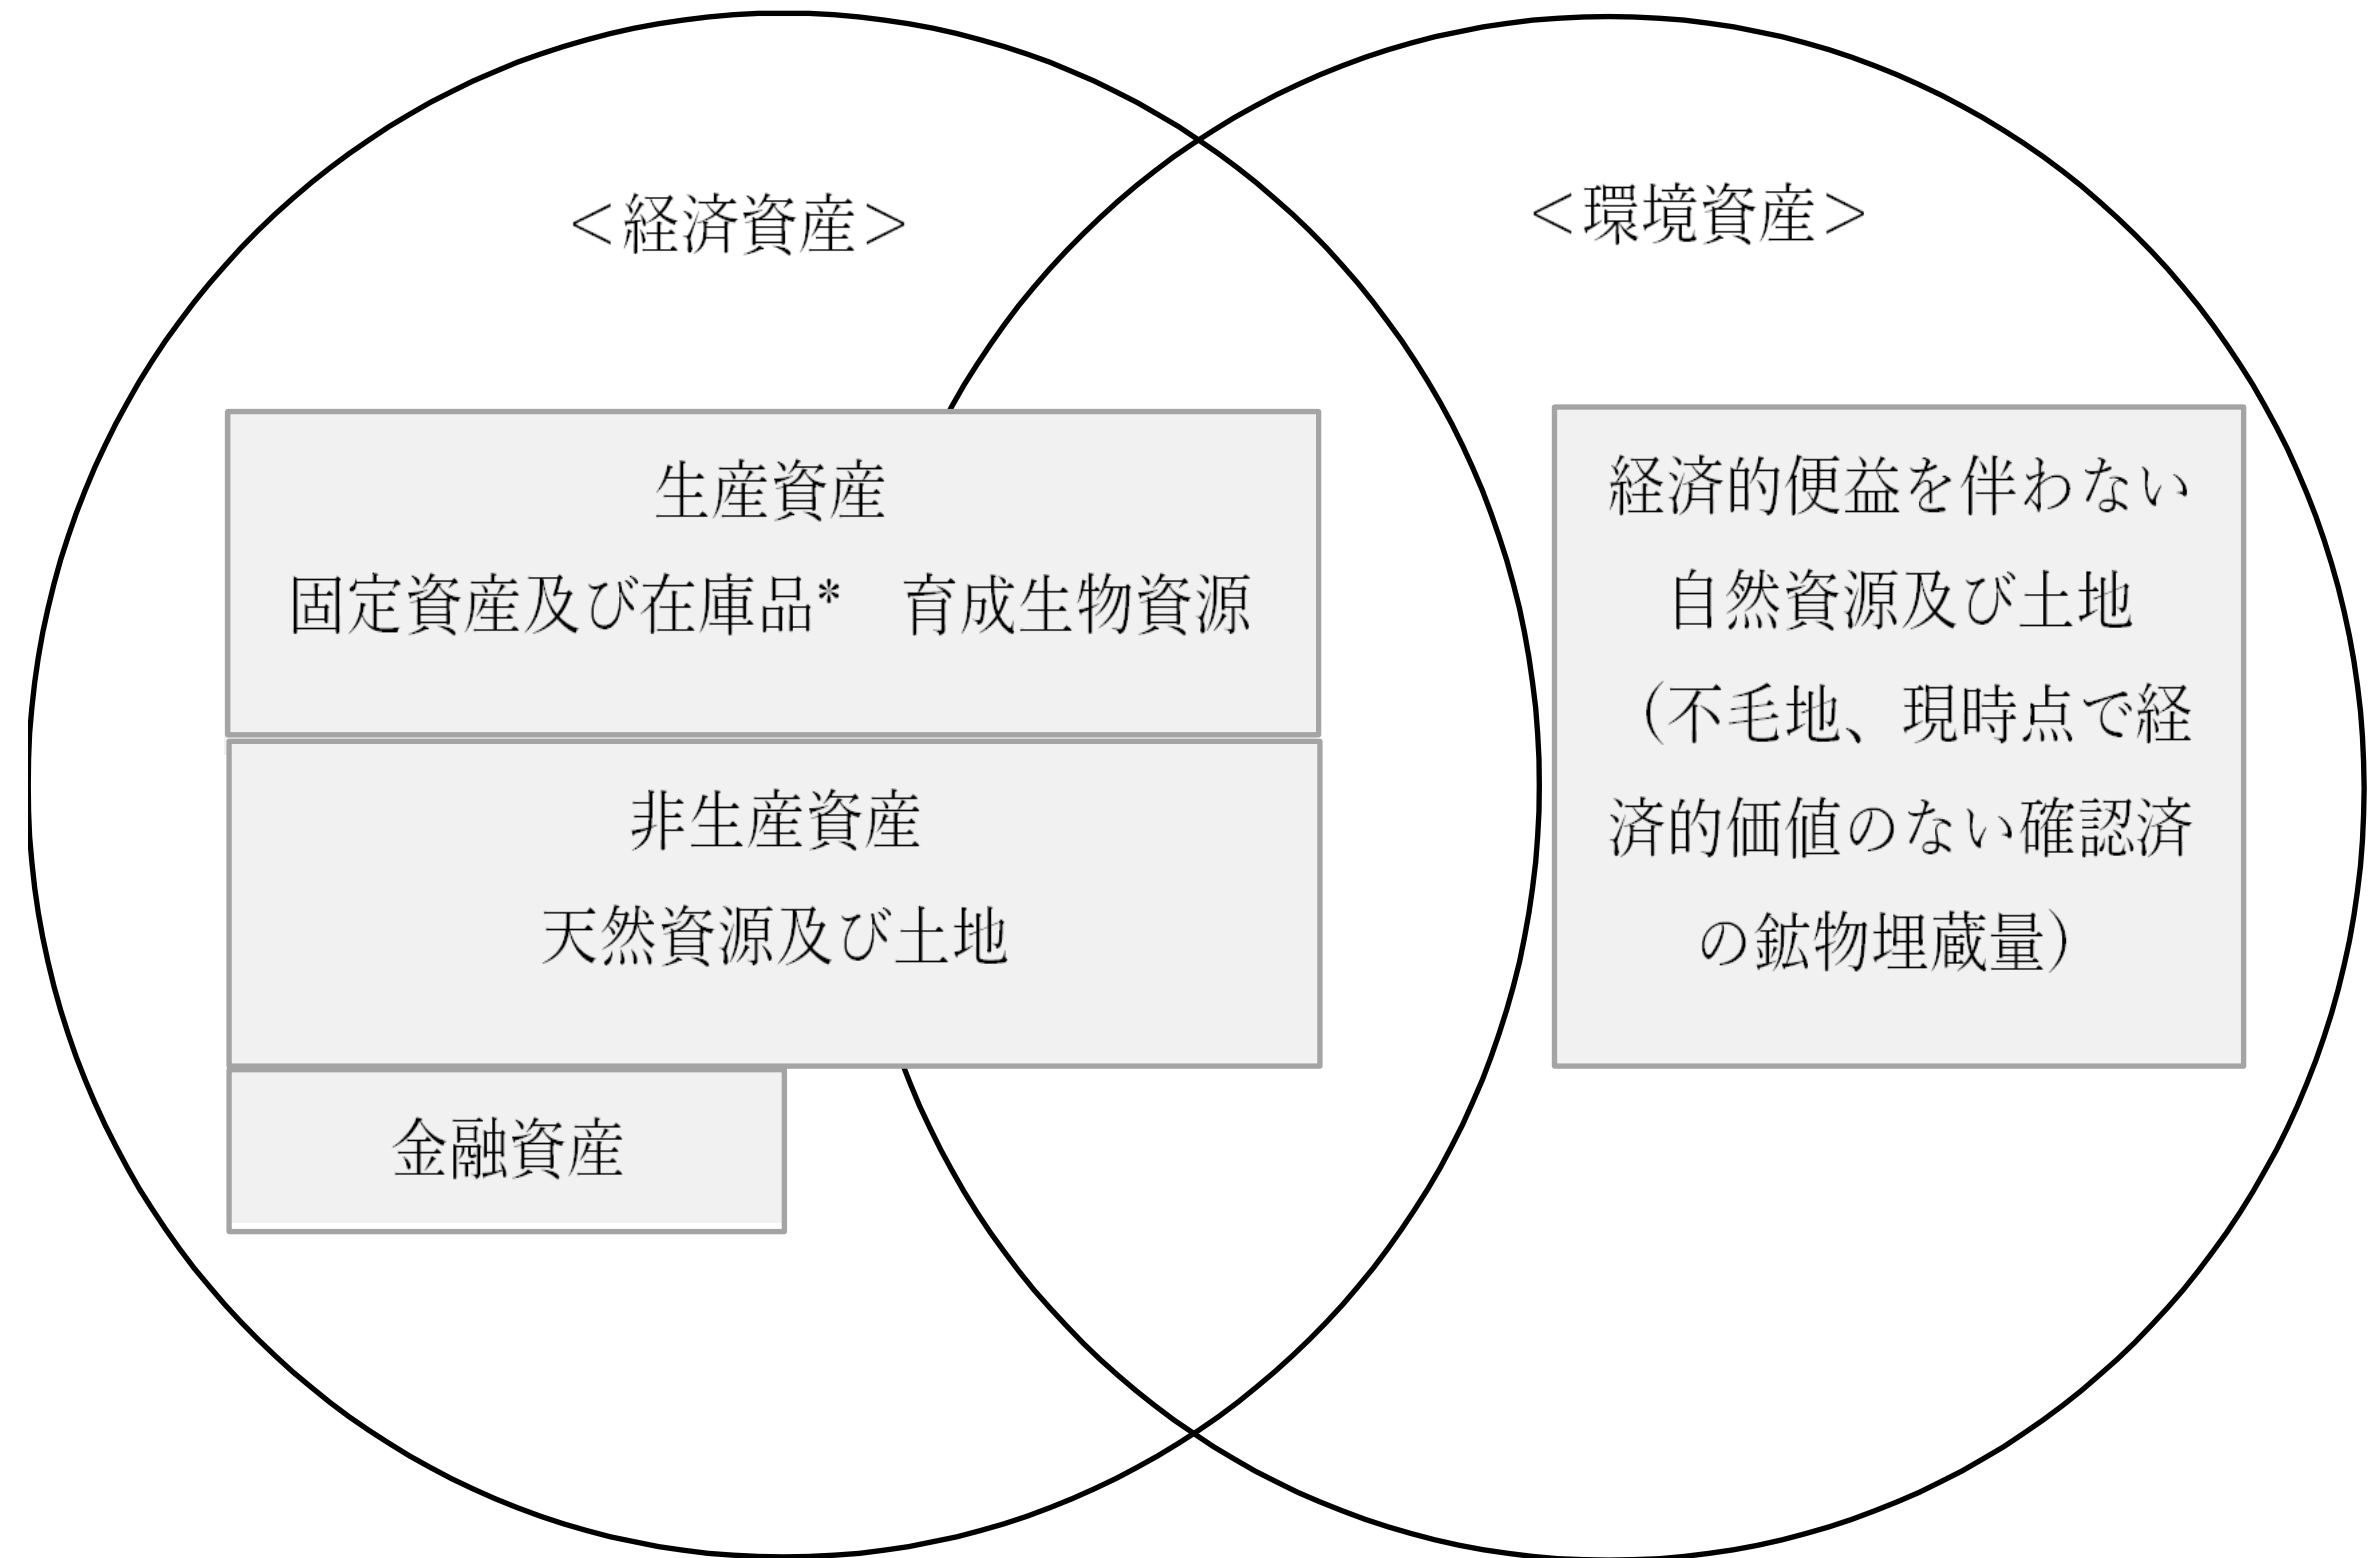 ＜経済資産＞
＜環境資産＞
生産資産
固定資産及び在庫品*　育成生物資源
非生産資産
天然資源及び土地
金融資産
経済的便益を伴わない
自然資源及び土地
（不毛地、現時点で経
済的価値のない確認済
の鉱物埋蔵量）